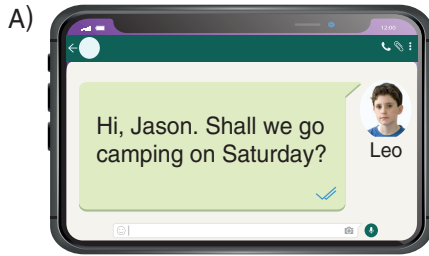 A)
12:00
Hi, Jason. Shall we go
camping on Saturday?
Leo